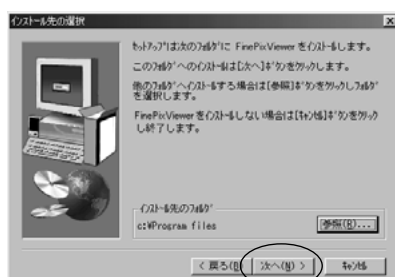 インストール先の選択
ｾｯﾄｱｯﾌﾟは次のﾌｫﾙﾀﾞに FinePixViewer をｲﾝｽﾄｰﾙします。
このﾌｫﾙﾀﾞへのｲﾝｽﾄｰﾙは[次へ]ﾎﾞﾀﾝをｸﾘｯｸします。
他のﾌｫﾙﾀﾞへｲﾝｽﾄｰﾙする場合は[参照]ﾎﾞﾀﾝをｸﾘｯｸしﾌｫﾙﾀﾞ
を選択します。
FinePixViewer をｲﾝｽﾄｰﾙしない場合は[ｷｬﾝｾﾙ]ﾎﾞﾀﾝをｸﾘｯｸ
し終了します。
ｲﾝｽﾄｰﾙ先のﾌｫﾙﾀﾞ
c:¥Program files
参照(R)...
< 戻る(B)
次へ(N) >
ｷｬﾝｾﾙ